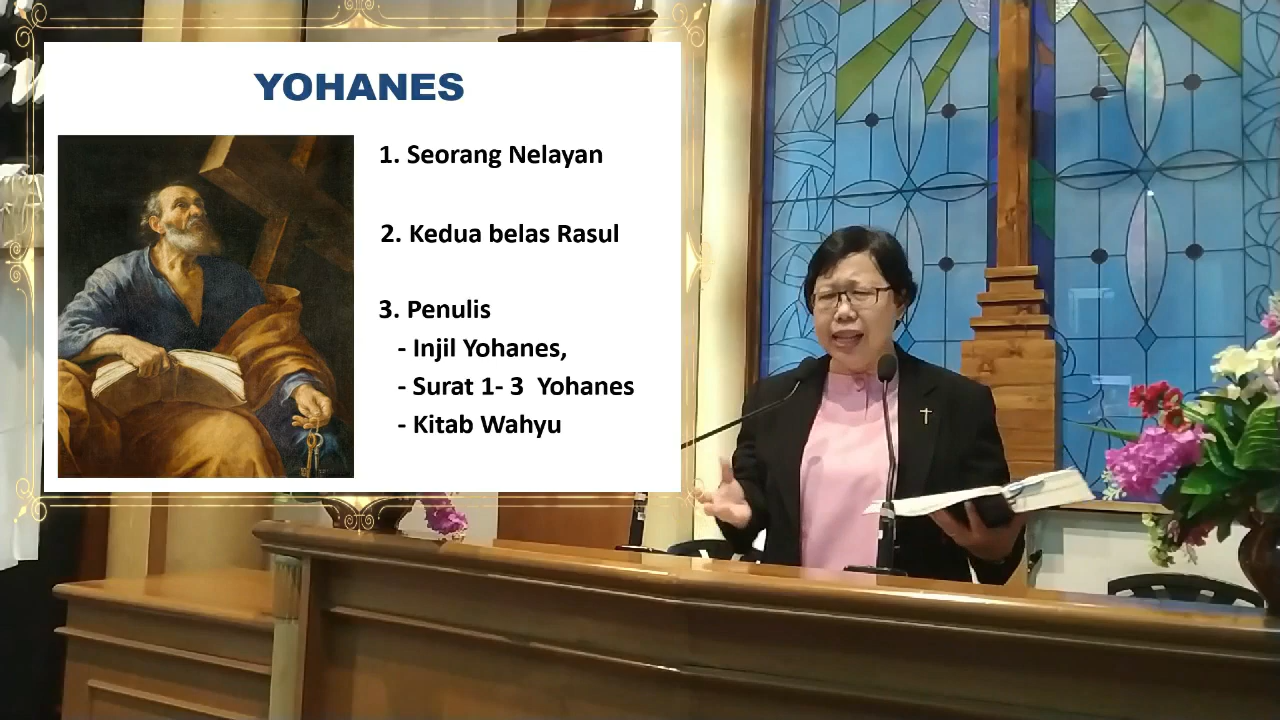 YOHANES
1. Seorang Nelayan
2. Kedua belas Rasul
3. Penulis
- Injil Yohanes,
- Surat 1- 3 Yohanes
- Kitab Wahyu